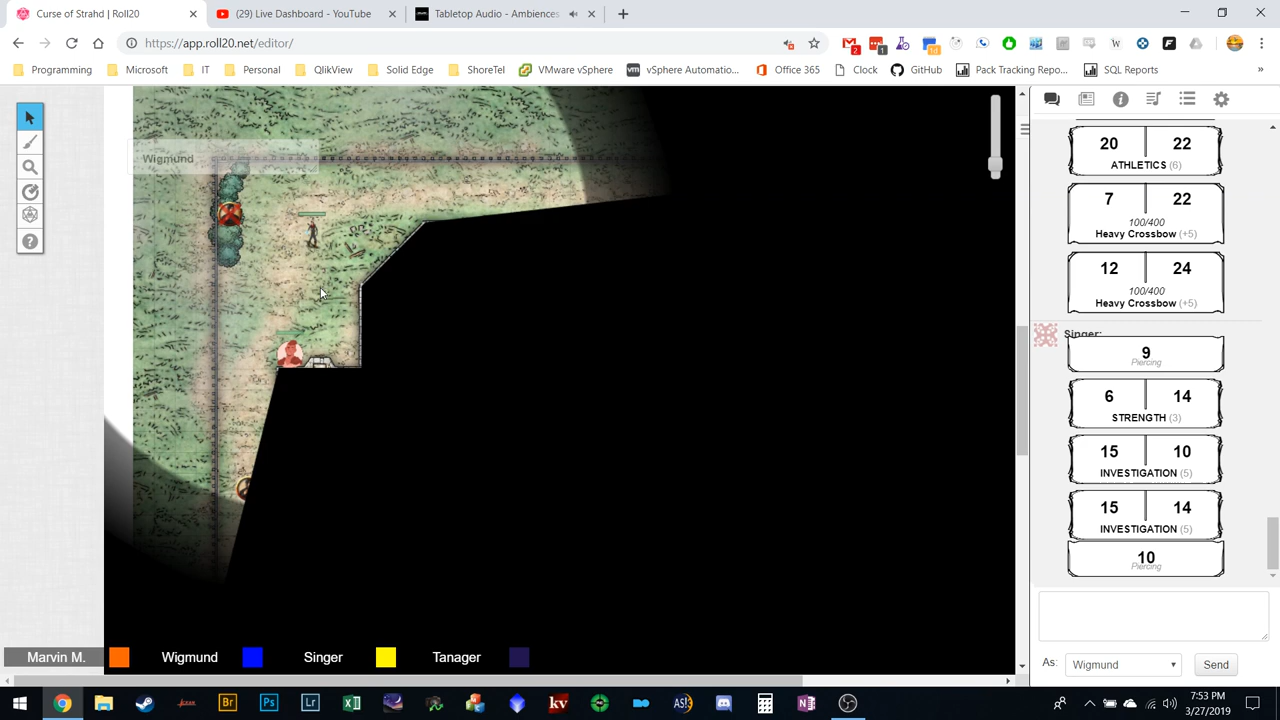 Curse of Strahd | Roll20
(29) Live Dashboard - YouTube
Tabletop Audio - Ambiences
https://app.roll20.net/editor/
2
1
Programming
Microsoft
IT
Personal
QlikView
Solid Edge
ShoreTel
VMware vSphere
vSphere Automatio...
Office 365
Clock
GitHub
Pack Tracking Repo...
SQL Reports
»
Wigmund
20 22
ATHLETICS (6)
7 22
100/400
Heavy Crossbow (+5)
12 24
100/400
Heavy Crossbow (+5)
Singer:
9
Piercing
6 14
STRENGTH (3)
15 10
INVESTIGATION (5)
15 14
INVESTIGATION (5)
10
Piercing
Marvin M.
Wigmund
Singer
Tanager
As:
Wigmund
Send
7:53 PM
3/27/2019